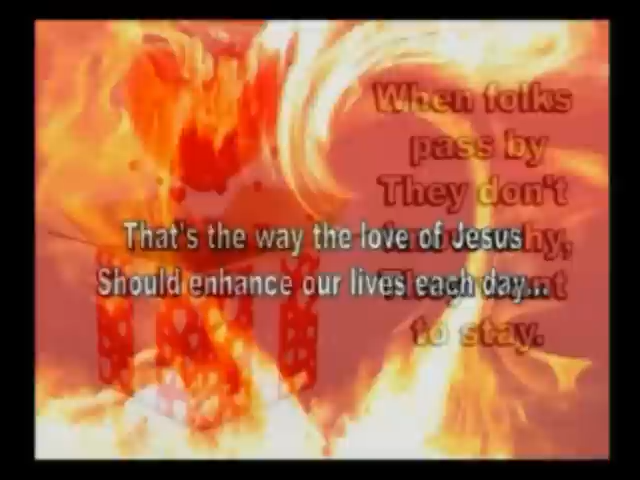 When folks
pass by
They don't
why,
to stay.
That's the way the love of Jesus
Should enhance our lives each day...